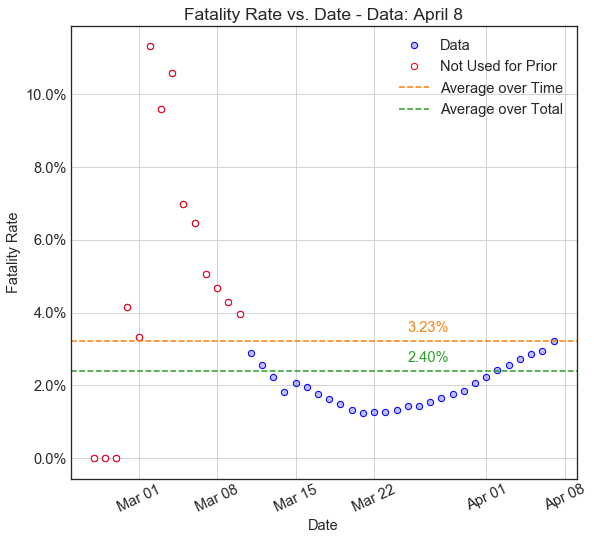 Fatality Rate vs. Date - Data: April 8
Data
Not Used for Prior
Average over Time
Average over Total
10.0%
8.0%
6.0%
4.0%
2.0%
0.0%
Fatality Rate
3.23%
2.40%
Mar 01
Mar 08
Mar 15
Mar 22
Apr 01
Apr 08
Date